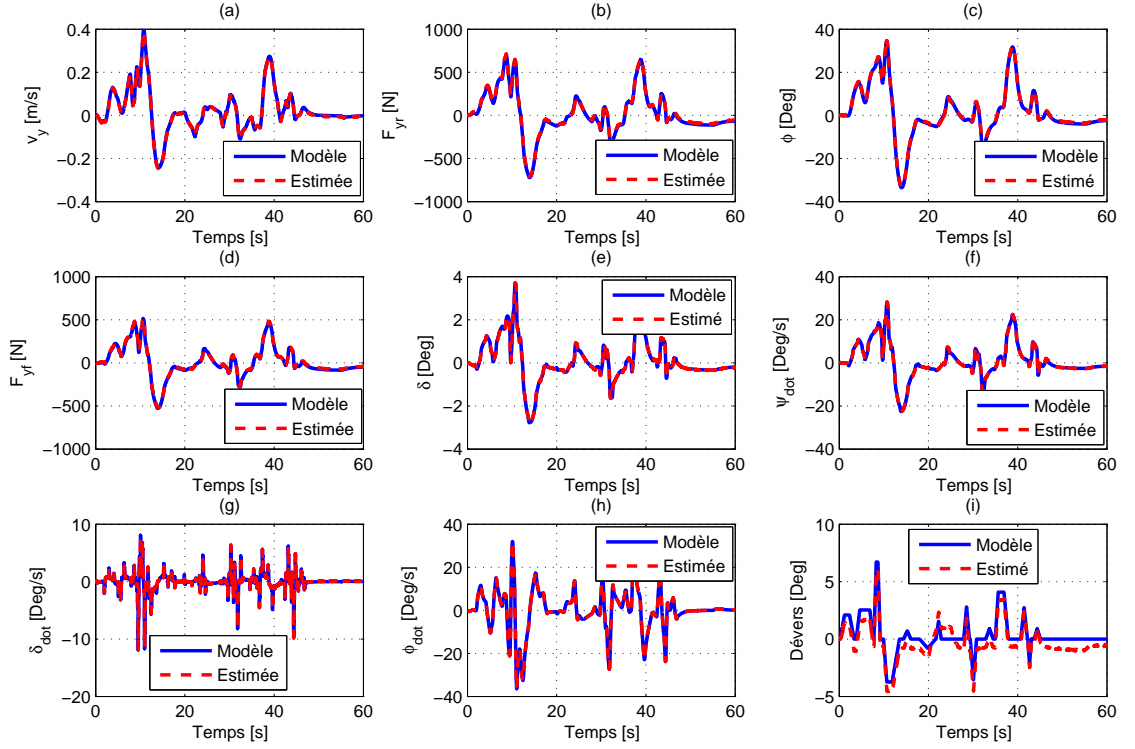 (a)
0.4
0.2
0
−0.2
−0.4
v_y [m/s]
0 20 40 60
Temps [s]
Modèle
Estimée
(b)
1000
500
0
−500
−1000
F_yr [N]
0 20 40 60
Temps [s]
Modèle
Estimée
(c)
40
20
0
−20
−40
ϕ [Deg]
0 20 40 60
Temps [s]
Modèle
Estimée
(d)
1000
500
0
−500
−1000
F_yf [N]
0 20 40 60
Temps [s]
Modèle
Estimée
(e)
4
2
0
−2
−4
δ [Deg]
0 20 40 60
Temps [s]
Modèle
Estimé
(f)
40
20
0
−20
−40
ψ_dot [Deg/s]
0 20 40 60
Temps [s]
Modèle
Estimée
(g)
10
0
−10
−20
δ_dot [Deg/s]
0 20 40 60
Temps [s]
Modèle
Estimée
(h)
40
20
0
−20
−40
ϕ_dot [Deg/s]
0 20 40 60
Temps [s]
Modèle
Estimée
(i)
10
5
0
−5
Dévers [Deg]
0 20 40 60
Temps [s]
Modèle
Estimé